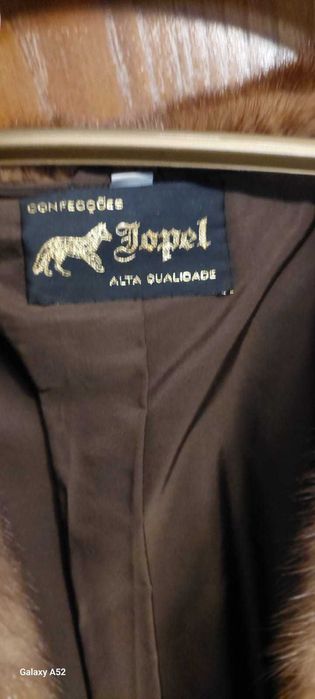 CONFECÇÕES
Jopel
ALTA QUALIDADE
Galaxy A52